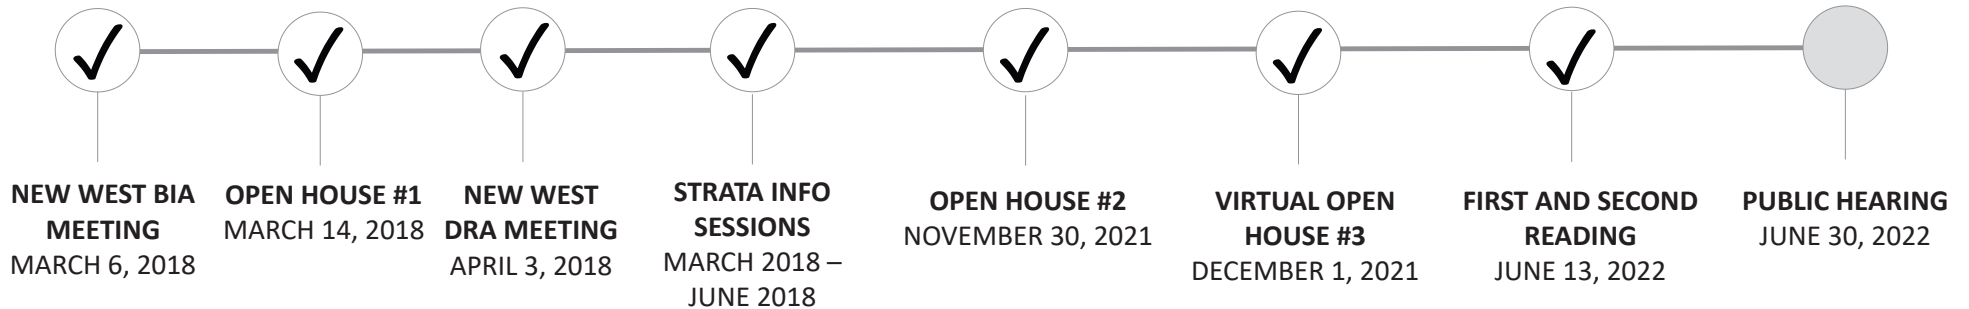 NEW WEST BIA
MEETING
MARCH 6, 2018
OPEN HOUSE #1
MARCH 14, 2018
NEW WEST
DRA MEETING
APRIL 3, 2018
STRATA INFO
SESSIONS
MARCH 2018 –
JUNE 2018
OPEN HOUSE #2
NOVEMBER 30, 2021
VIRTUAL OPEN
HOUSE #3
DECEMBER 1, 2021
FIRST AND SECOND
READING
JUNE 13, 2022
PUBLIC HEARING
JUNE 30, 2022